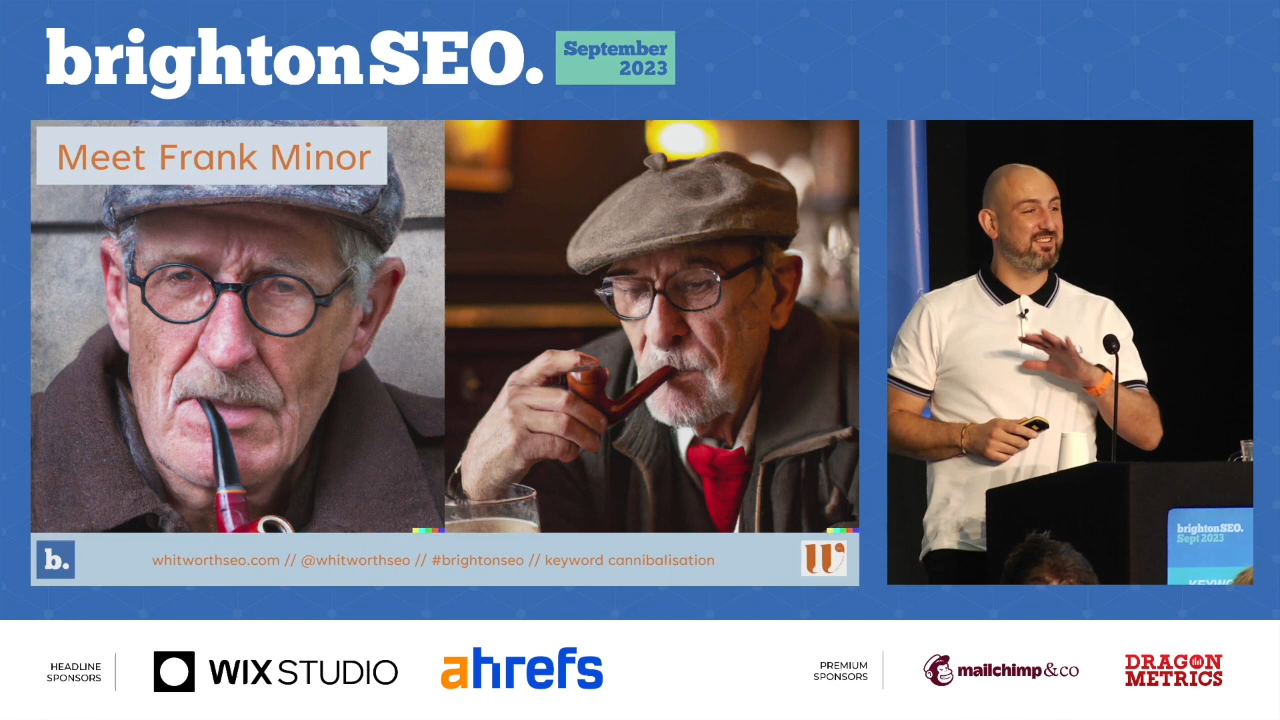 brightonSEO.
September
2023
Meet Frank Minor
b.
whitworthseo.com // @whitworthseo // #brightonseo // keyword cannibalisation
w
brightonSEO.
Sept 2023
HEADLINE
SPONSORS
WIX STUDIO
ahrefs
PREMIUM
SPONSORS
mailchimp&co
DRAGON
METRICS